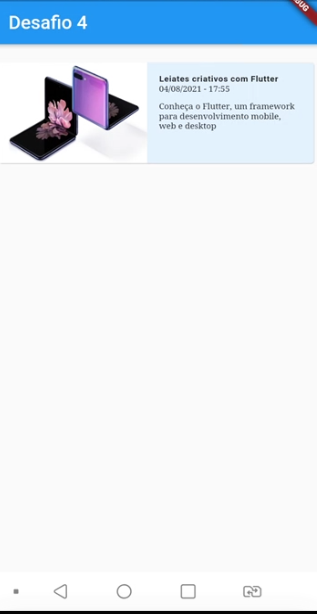 Desafio 4
BUG
Leiates criativos com Flutter
04/08/2021 - 17:55
Conheça o Flutter, um framework
para desenvolvimento mobile,
web e desktop